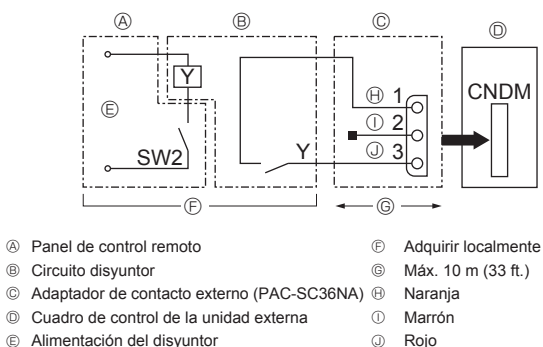 Ⓐ Ⓑ Ⓒ Ⓓ
Y
Ⓔ
SW2
Y
Ⓗ 1
Ⓘ 2
Ⓙ 3
CNDM
Ⓕ Ⓖ
Ⓐ Panel de control remoto
Ⓑ Circuito disyuntor
Ⓒ Adaptador de contacto externo (PAC-SC36NA)
Ⓓ Cuadro de control de la unidad externa
Ⓔ Alimentación del disyuntor
Ⓕ Adquirir localmente
Ⓖ Máx. 10 m (33 ft.)
Ⓗ Naranja
Ⓘ Marrón
Ⓙ Rojo